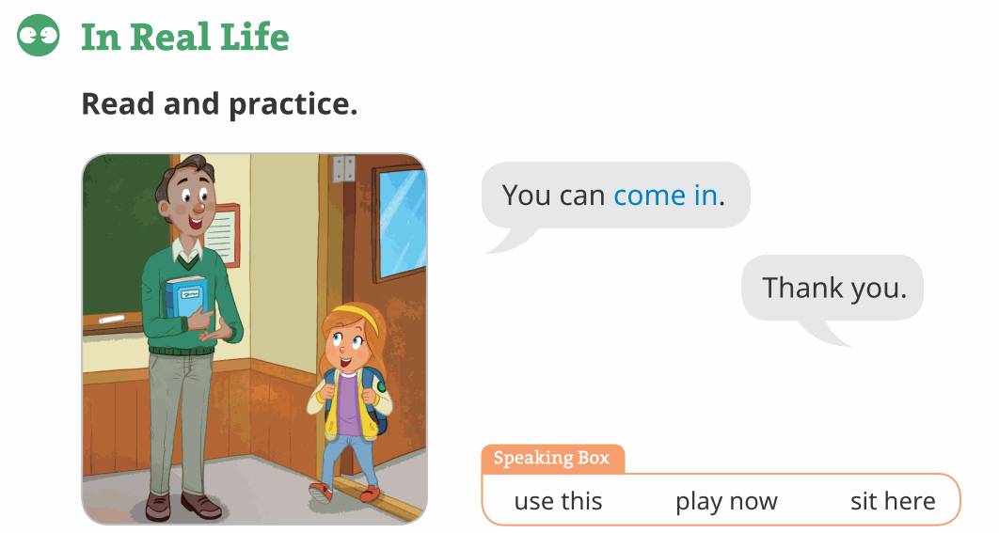 In Real Life
Read and practice.
You can come in.
Thank you.
Speaking Box
use this play now sit here